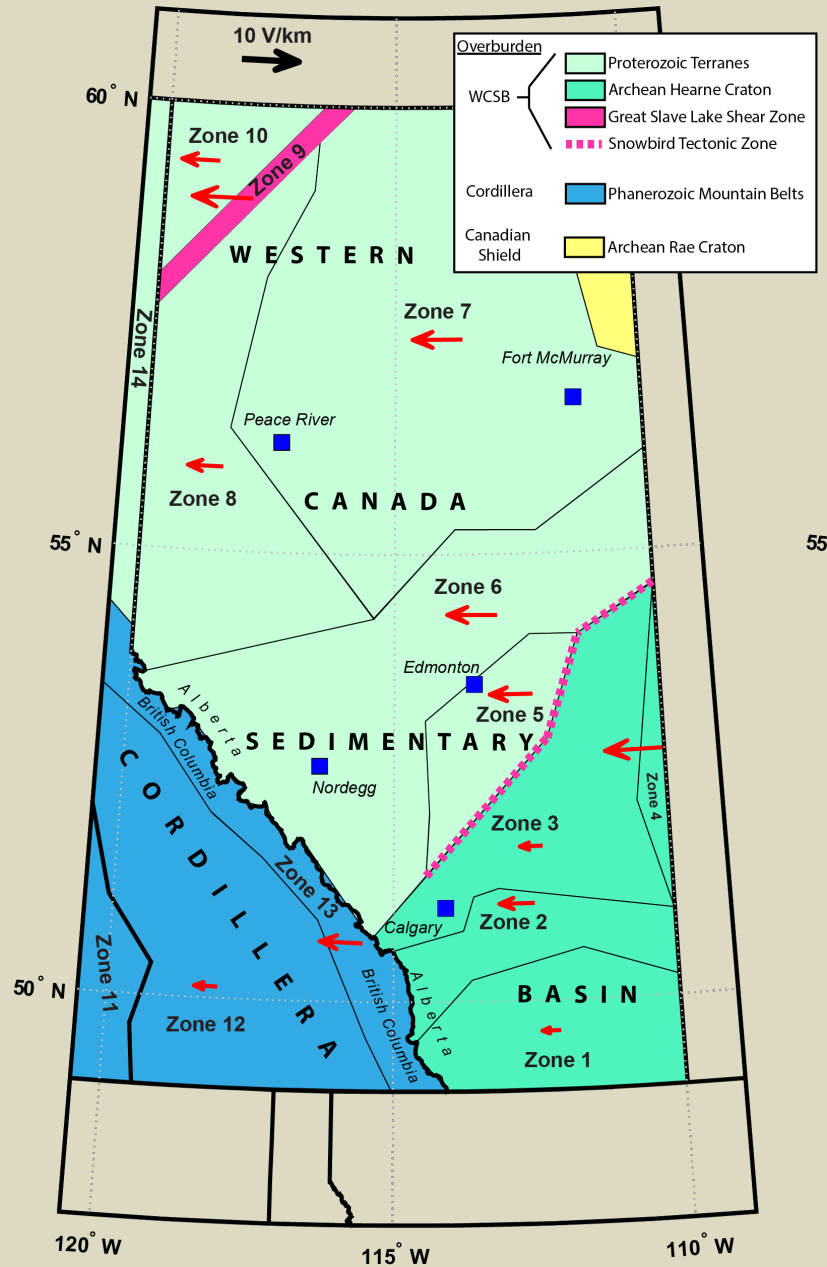 10 V/km
Overburden
WCSB
Proterozoic Terranes
Archean Hearne Craton
Great Slave Lake Shear Zone
Snowbird Tectonic Zone
Cordillera
Phanerozoic Mountain Belts
Canadian
Shield
Archean Rae Craton
60° N
Zone 10
Zone 9
WESTERN
Zone 7
Zone 14
Fort McMurray
Peace River
Zone 8
CANADA
55° N
55
Zone 6
Edmonton
Zone 5
Alberta
British Columbia
SEDIMENTARY
Nordegg
Zone 4
CORDILLERA
Zone 3
Zone 13
Calgary
Zone 2
Zone 11
50° N
Zone 12
British Columbia
Alberta
BASIN
Zone 1
120° W
115° W
110° W